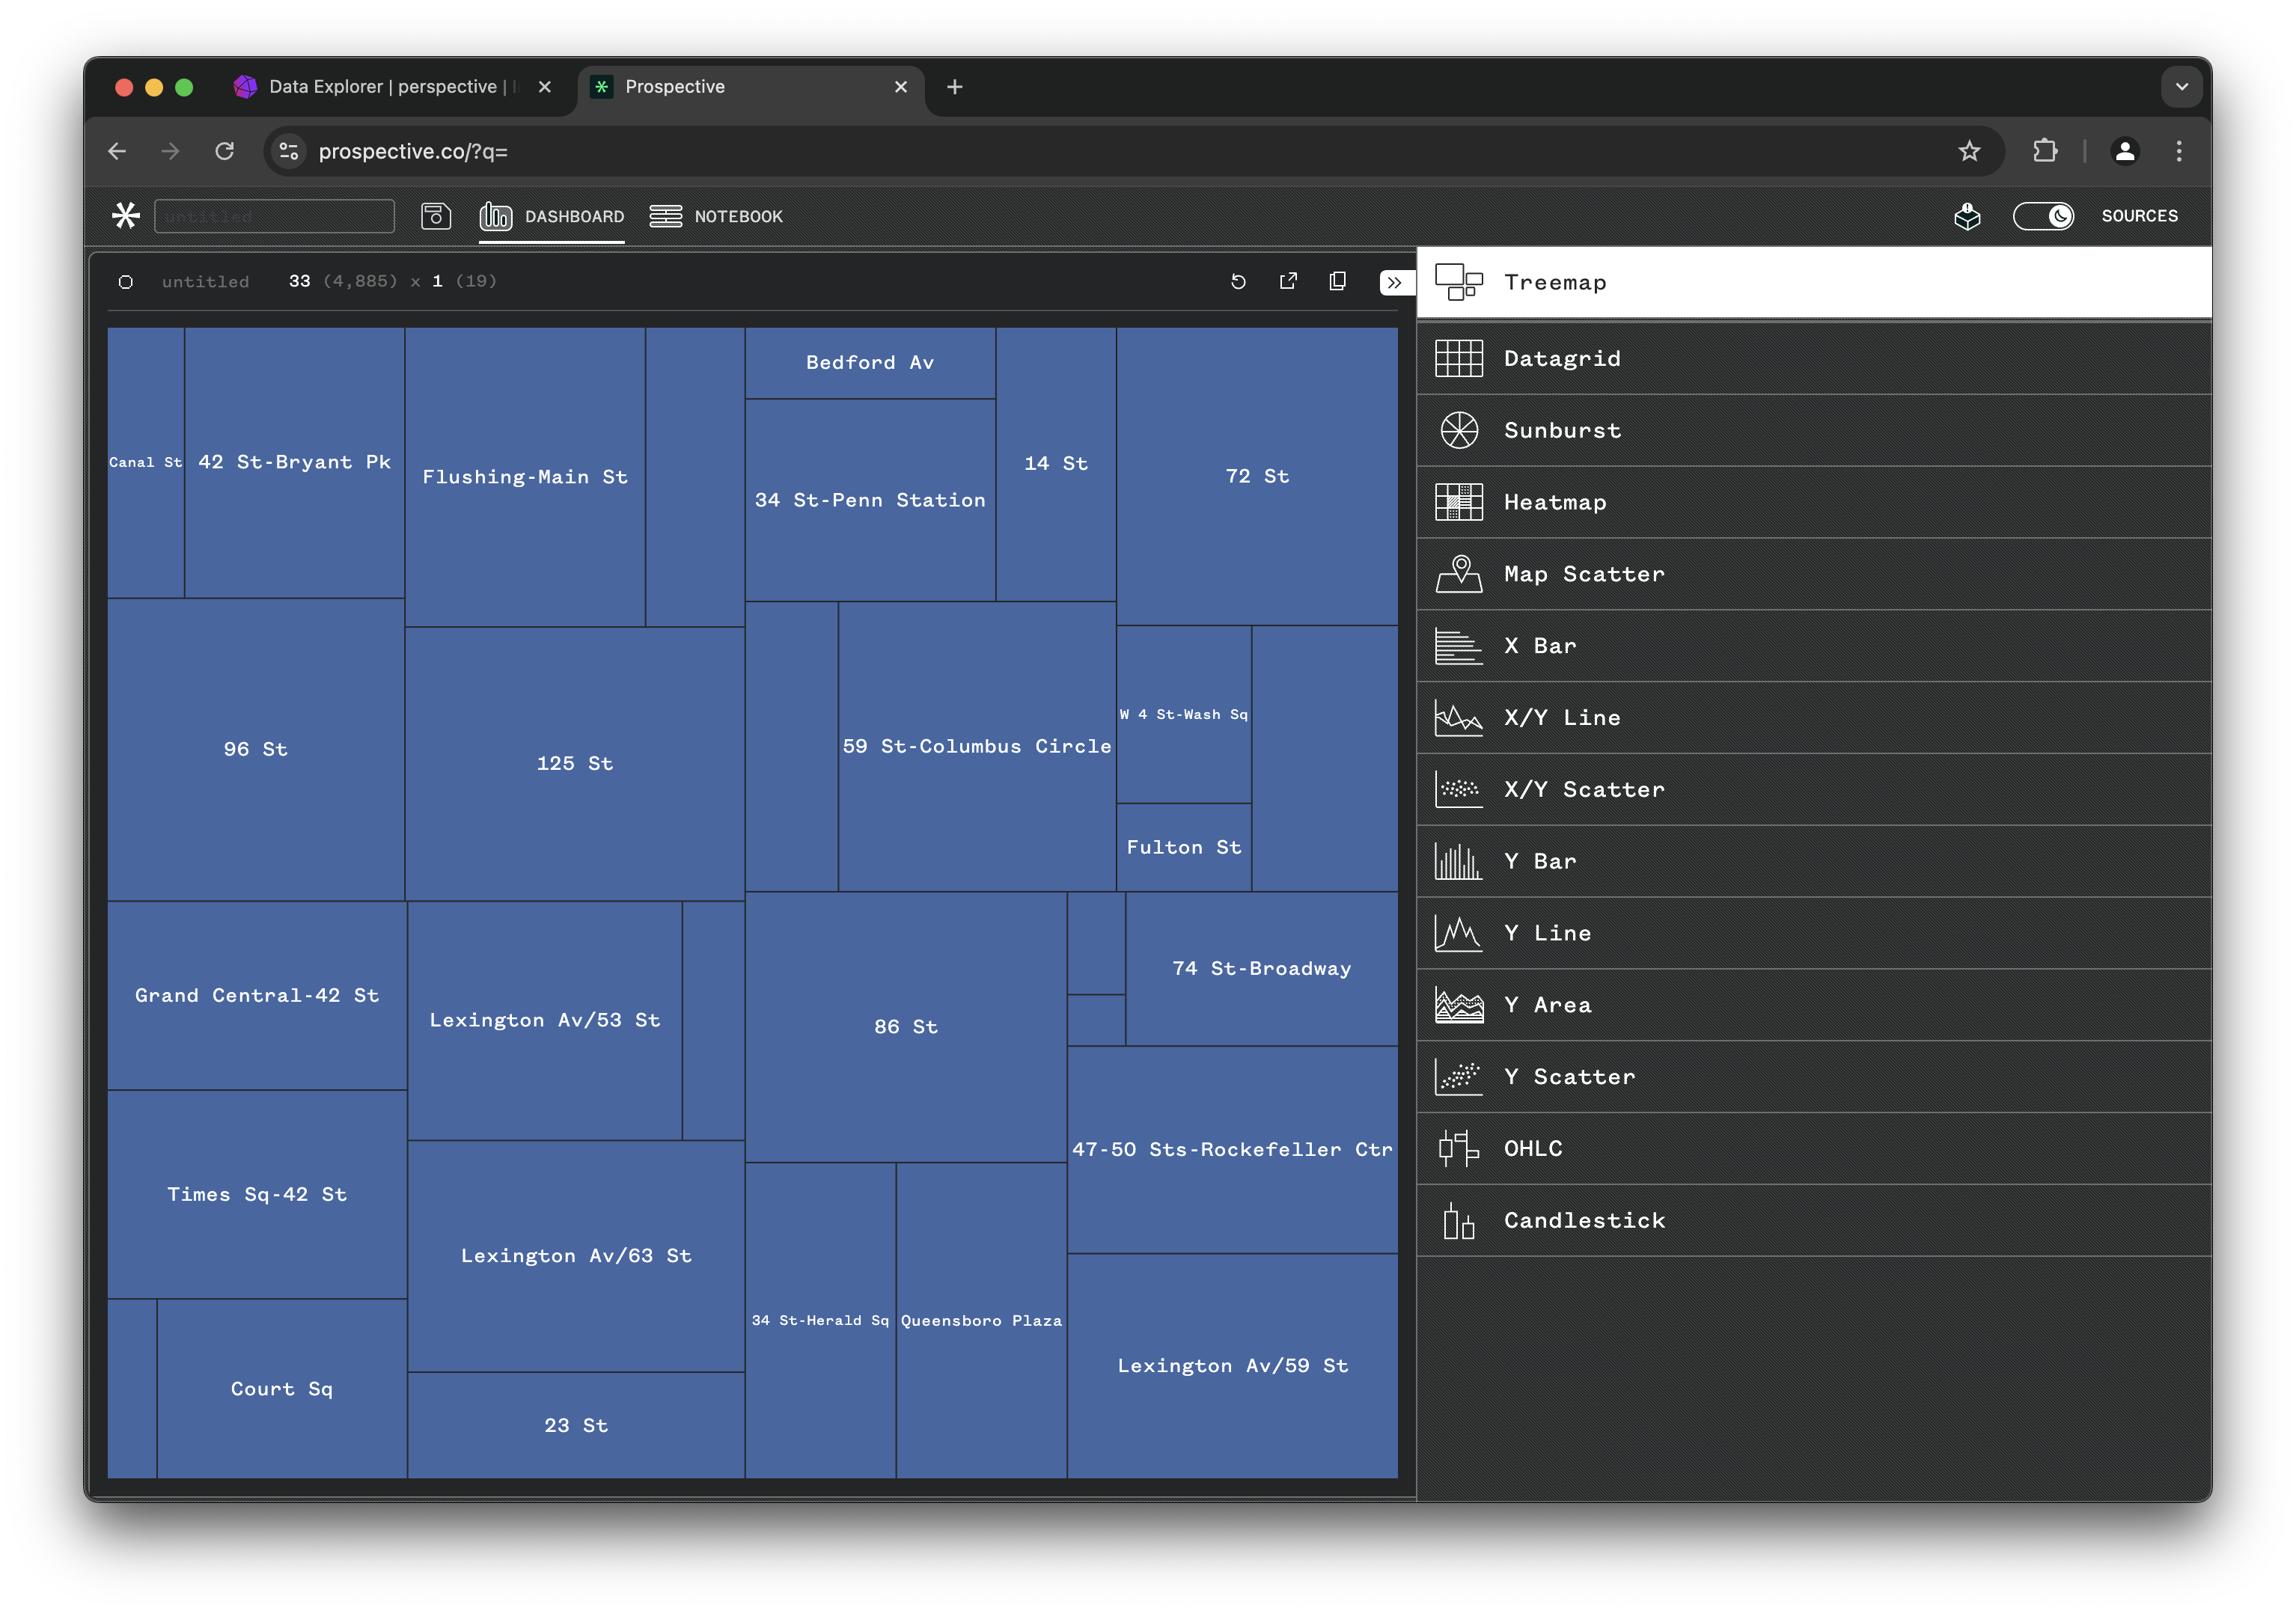 Data Explorer | perspective |
Prospective
prospective.co/?q=
untitled
DASHBOARD
NOTEBOOK
SOURCES
untitled 33 (4,885) x 1 (19)
Canal St
42 St-Bryant Pk
Flushing-Main St
Bedford Av
34 St-Penn Station
14 St
72 St
96 St
125 St
59 St-Columbus Circle
W 4 St-Wash Sq
Fulton St
Grand Central-42 St
Lexington Av/53 St
86 St
74 St-Broadway
Times Sq-42 St
Lexington Av/63 St
47-50 Sts-Rockefeller Ctr
34 St-Herald Sq
Queensboro Plaza
Lexington Av/59 St
Court Sq
23 St
Treemap
Datagrid
Sunburst
Heatmap
Map Scatter
X Bar
X/Y Line
X/Y Scatter
Y Bar
Y Line
Y Area
Y Scatter
OHLC
Candlestick